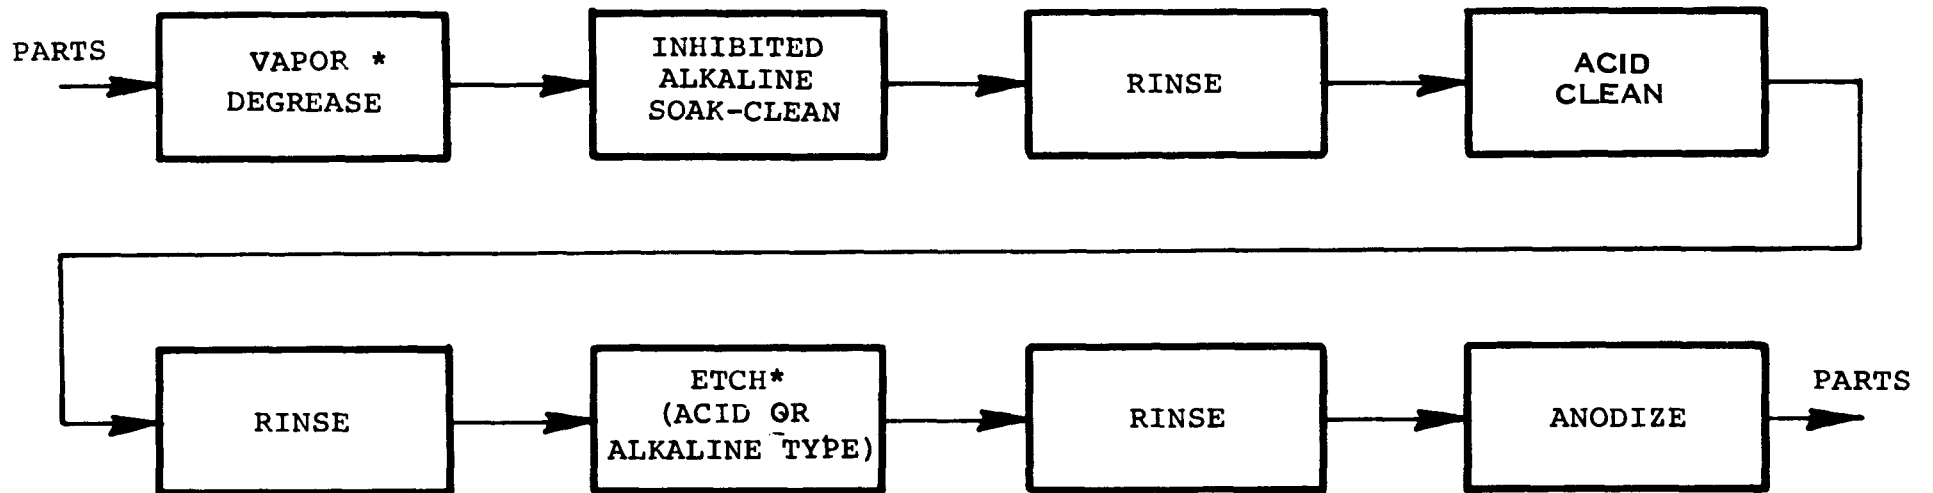 PARTS
VAPOR *
DEGREASE
INHIBITED
ALKALINE
SOAK-CLEAN
RINSE
ACID
CLEAN
RINSE
ETCH*
(ACID OR
ALKALINE TYPE)
RINSE
ANODIZE
PARTS